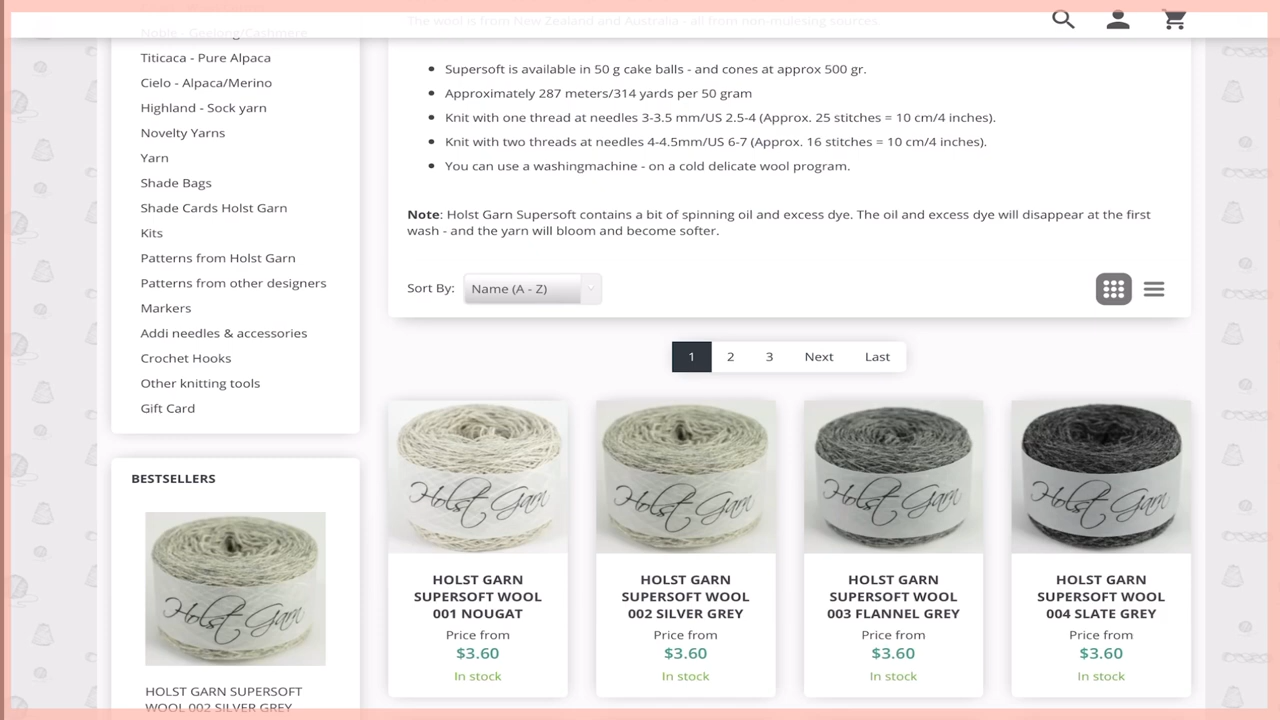 The wool is from New Zealand and Australia - all from non-mulesing sources.
Noble - Geelong/Cashmere
Titicaca - Pure Alpaca
Cielo - Alpaca/Merino
Highland - Sock yarn
Novelty Yarns
Yarn
Shade Bags
Shade Cards Holst Garn
Kits
Patterns from Holst Garn
Patterns from other designers
Markers
Addi needles & accessories
Crochet Hooks
Other knitting tools
Gift Card
BESTSELLERS
Holst Garn
HOLST GARN SUPERSOFT
WOOL 002 SILVER GREY
Supersoft is available in 50 g cake balls - and cones at approx 500 gr.
Approximately 287 meters/314 yards per 50 gram
Knit with one thread at needles 3-3.5 mm/US 2.5-4 (Approx. 25 stitches = 10 cm/4 inches).
Knit with two threads at needles 4-4.5mm/US 6-7 (Approx. 16 stitches = 10 cm/4 inches).
You can use a washingmachine - on a cold delicate wool program.
Note: Holst Garn Supersoft contains a bit of spinning oil and excess dye. The oil and excess dye will disappear at the first
wash - and the yarn will bloom and become softer.
Sort By: Name (A - Z)
1 2 3 Next Last
Holst Garn
HOLST GARN
SUPERSOFT WOOL
001 NOUGAT
Price from
$3.60
In stock
Holst Garn
HOLST GARN
SUPERSOFT WOOL
002 SILVER GREY
Price from
$3.60
In stock
Holst Garn
HOLST GARN
SUPERSOFT WOOL
003 FLANNEL GREY
Price from
$3.60
In stock
Holst Garn
HOLST GARN
SUPERSOFT WOOL
004 SLATE GREY
Price from
$3.60
In stock